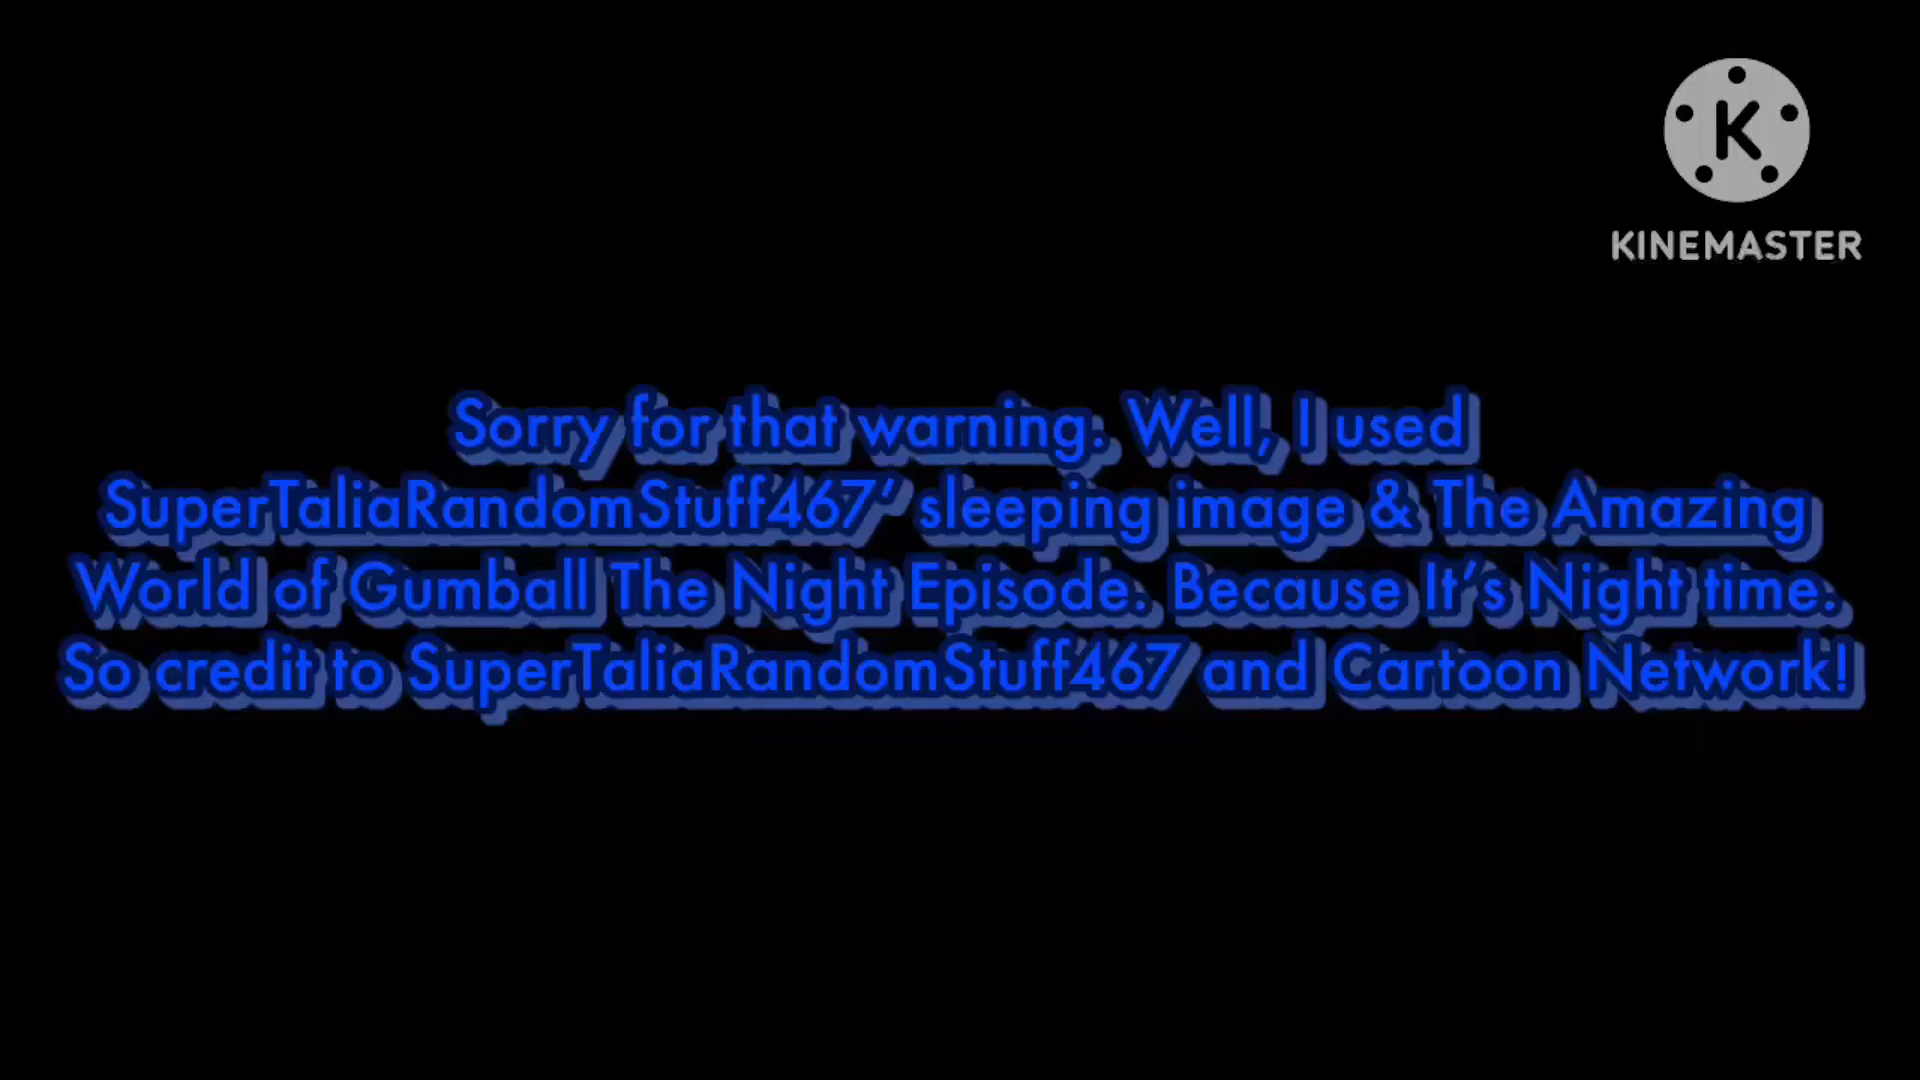 K
KINEMASTER
Sorry for that warning. Well, I used
SuperTaliaRandomStuff467’ sleeping image & The Amazing
World of Gumball The Night Episode. Because It’s Night time.
So credit to SuperTaliaRandomStuff467 and Cartoon Network!